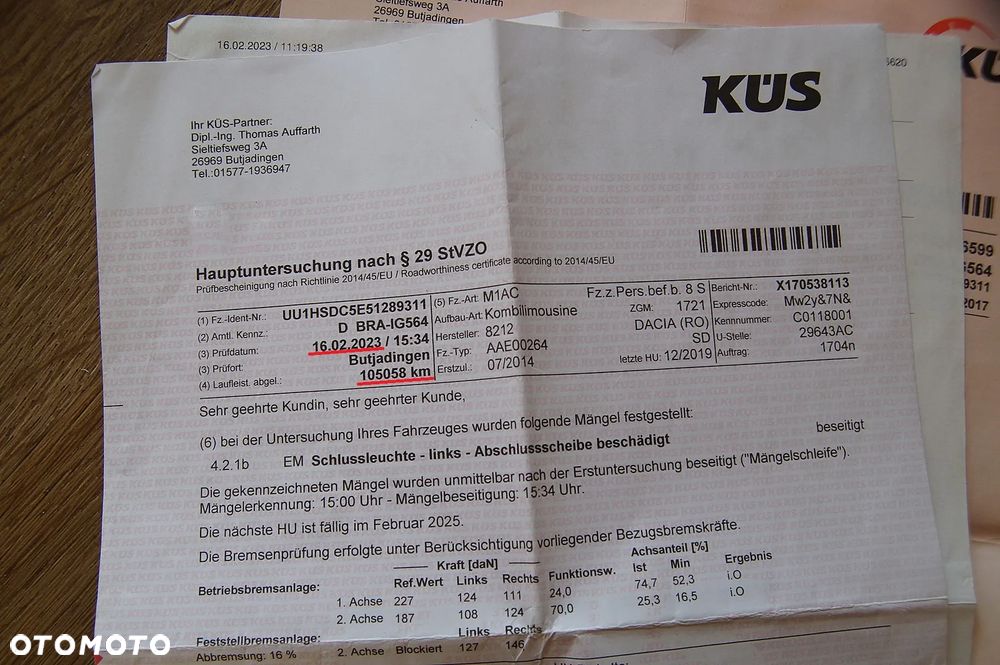 Sieltiefsweg 3A
26969 Butjadingen
16.02.2023 / 11:19:38
6620
KÜS
KÜS
Ihr KÜS-Partner:
Dipl.-Ing. Thomas Auffarth
Sieltiefsweg 3A
26969 Butjadingen
Tel.:01577-1936947
Hauptuntersuchung nach § 29 StVZO
Prüfbescheinigung nach Richtlinie 2014/45/EU / Roadworthiness certificate according to 2014/45/EU
(1) Fz.-Ident-Nr.: UU1HSDC5E51289311 (5) Fz.-Art: M1AC Fz.z.Pers.bef.b. 8 S Bericht-Nr.: X170538113
(2) Amtl. Kennz.: D BRA-IG564 Aufbau-Art: Kombilimousine ZGM: 1721 Expresscode: Mw2y&7N&
(3) Prüfdatum: 16.02.2023 / 15:34 Hersteller: 8212 DACIA (RO) Kennnummer: C0118001
(3) Prüfort: Butjadingen Fz.-Typ: AAE00264 SD U-Stelle: 29643AC
(4) Laufleist. abgel.: 105058 km Erstzul.: 07/2014 letzte HU: 12/2019 Auftrag: 1704n
6599
6564
9311
2017
Sehr geehrte Kundin, sehr geehrter Kunde,
(6) bei der Untersuchung Ihres Fahrzeuges wurden folgende Mängel festgestellt:
4.2.1b EM Schlussleuchte - links - Abschlussscheibe beschädigt beseitigt
Die gekennzeichneten Mängel wurden unmittelbar nach der Erstuntersuchung beseitigt ("Mängelschleife").
Mängelerkennung: 15:00 Uhr - Mängelbeseitigung: 15:34 Uhr.
Die nächste HU ist fällig im Februar 2025.
Die Bremsenprüfung erfolgte unter Berücksichtigung vorliegender Bezugsbremskräfte.
Kraft [daN] Achsanteil [%]
Betriebsbremsanlage: Ref.Wert Links Rechts Funktionsw. Ist Min Ergebnis
1. Achse 227 124 111 24,0 74,7 52,3 i.O
2. Achse 187 108 124 70,0 25,3 16,5 i.O
Feststellbremsanlage: Links Rechts
Abbremsung: 16 % 2. Achse Blockiert 127 146
OTOMOTO